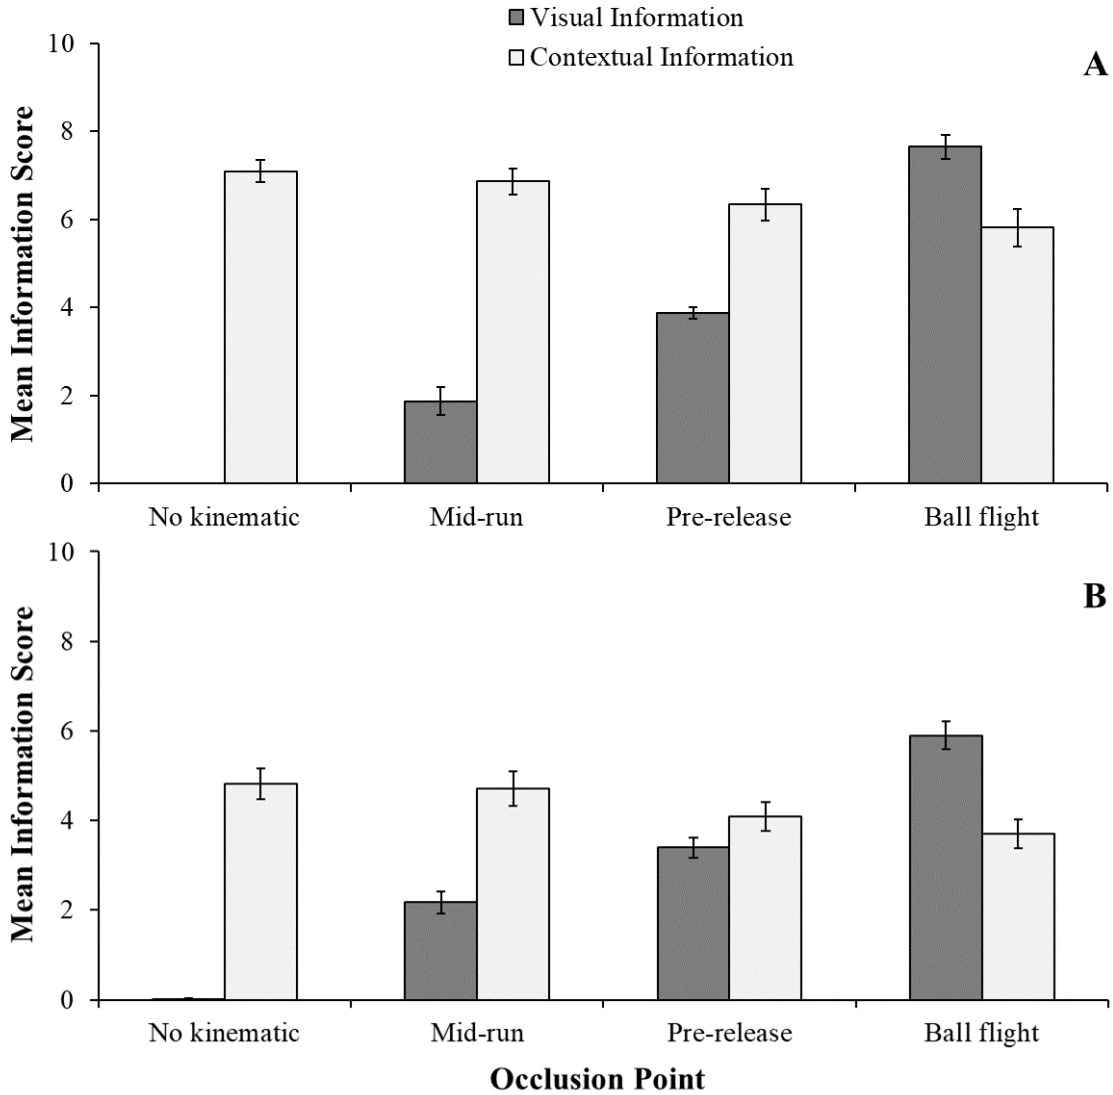 Visual Information
Contextual Information
A
Mean Information Score
10
8
6
4
2
0
No kinematic Mid-run Pre-release Ball flight
B
Mean Information Score
10
8
6
4
2
0
No kinematic Mid-run Pre-release Ball flight
Occlusion Point